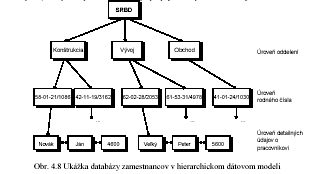 SRBD
Konštrukcia
Vývoj
Obchod
Úroveň oddelení
Úroveň
rodného čísla
...
...
...
Úroveň detailných
údajov o
pracovníkovi
Novák
Ján
4600
Veľký
Peter
5600
Obr. 4.8 Ukážka databázy zamestnancov v hierarchickom dátovom modeli